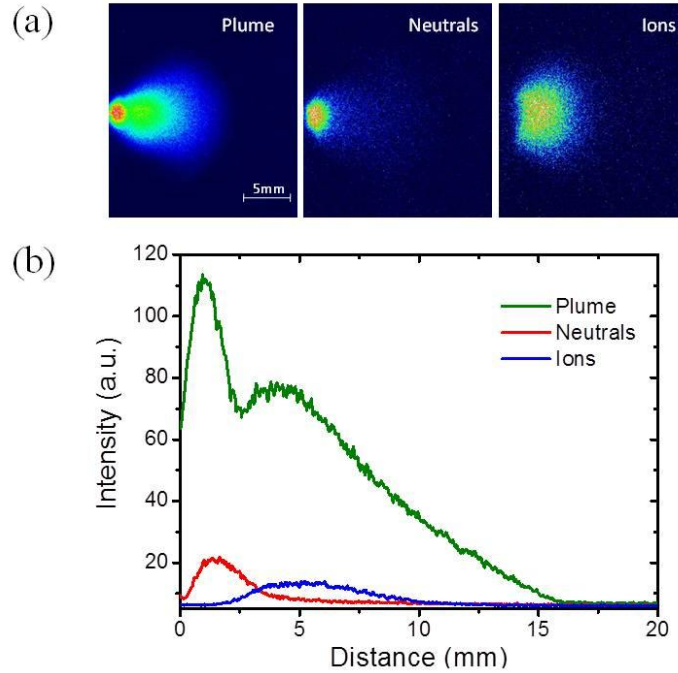 (a)
Plume
Neutrals
Ions
5mm
(b)
120
100
80
60
40
20
Intensity (a.u.)
Plume
Neutrals
Ions
0
5
10
15
20
Distance (mm)